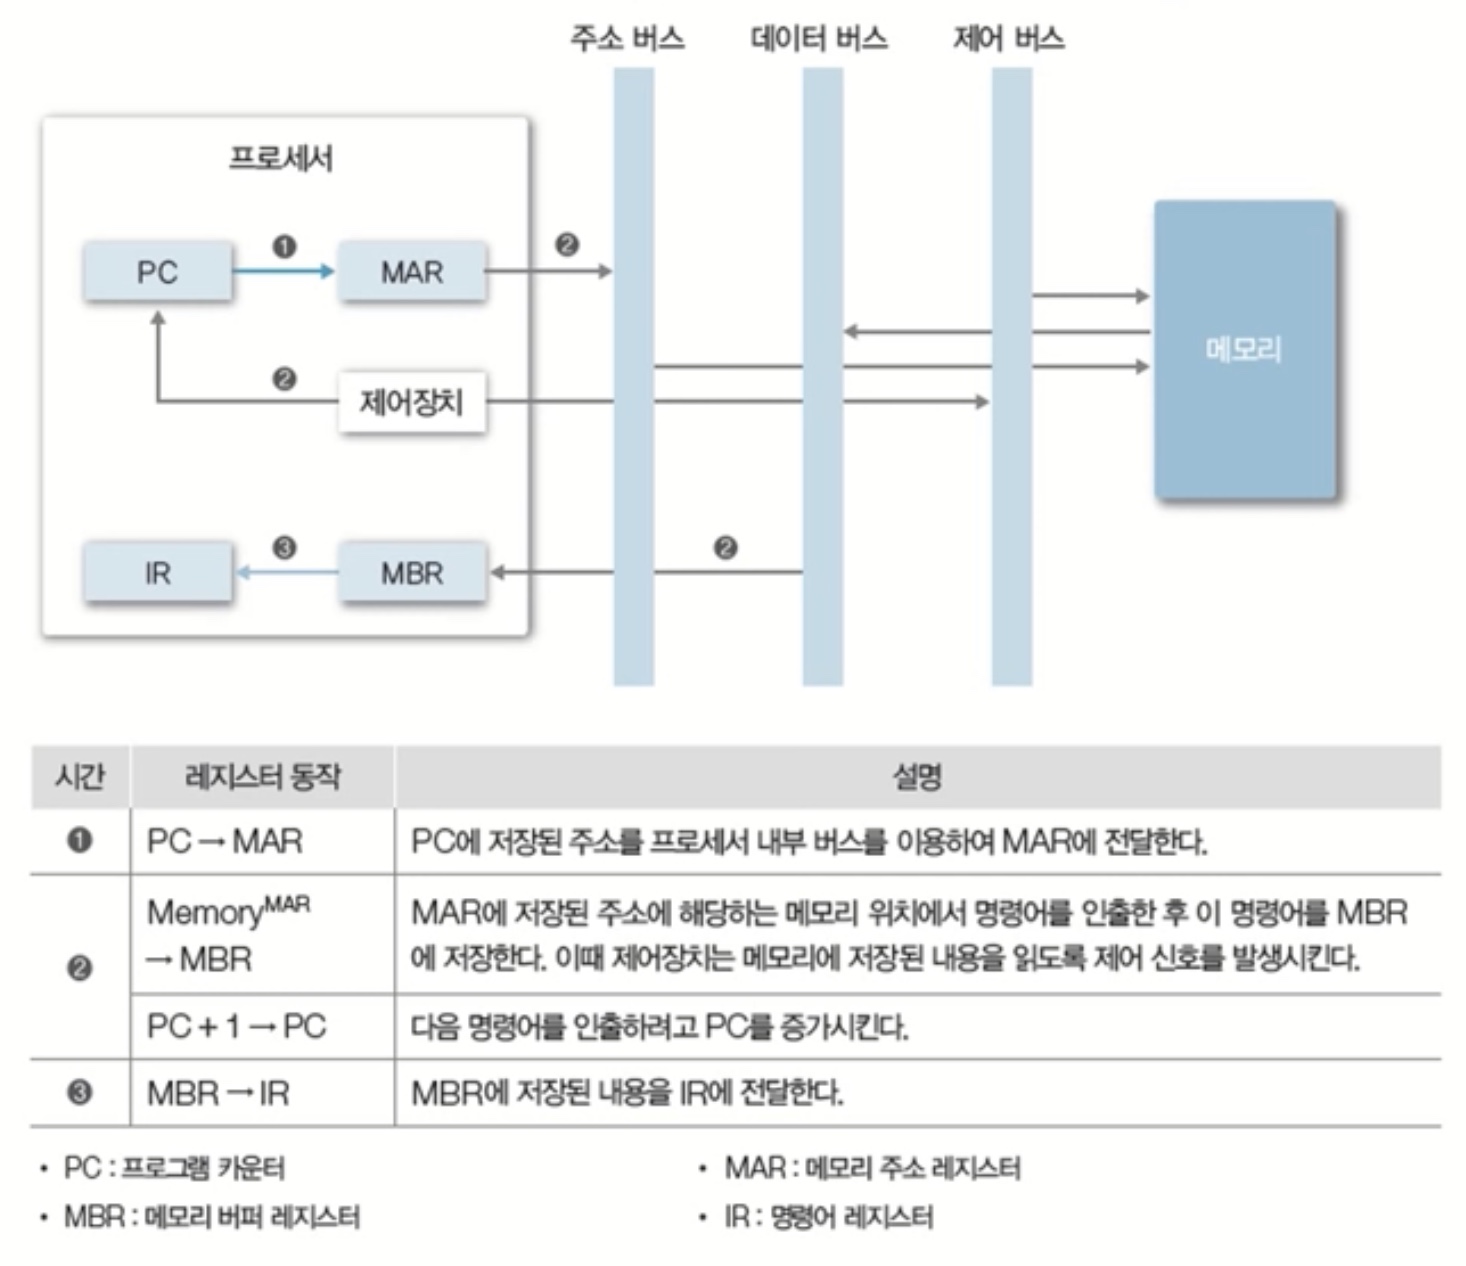 주소 버스 데이터 버스 제어 버스
프로세서
❶ ❷
PC MAR
메모리
❷
제어장치
❸ ❷
IR MBR
시간 레지스터 동작 설명
❶ PC → MAR PC에 저장된 주소를 프로세서 내부 버스를 이용하여 MAR에 전달한다.
Memory^MAR MAR에 저장된 주소에 해당하는 메모리 위치에서 명령어를 인출한 후 이 명령어를 MBR
❷ → MBR 에 저장한다. 이때 제어장치는 메모리에 저장된 내용을 읽도록 제어 신호를 발생시킨다.
PC + 1 → PC 다음 명령어를 인출하려고 PC를 증가시킨다.
❸ MBR → IR MBR에 저장된 내용을 IR에 전달한다.
• PC : 프로그램 카운터 • MAR : 메모리 주소 레지스터
• MBR : 메모리 버퍼 레지스터 • IR : 명령어 레지스터